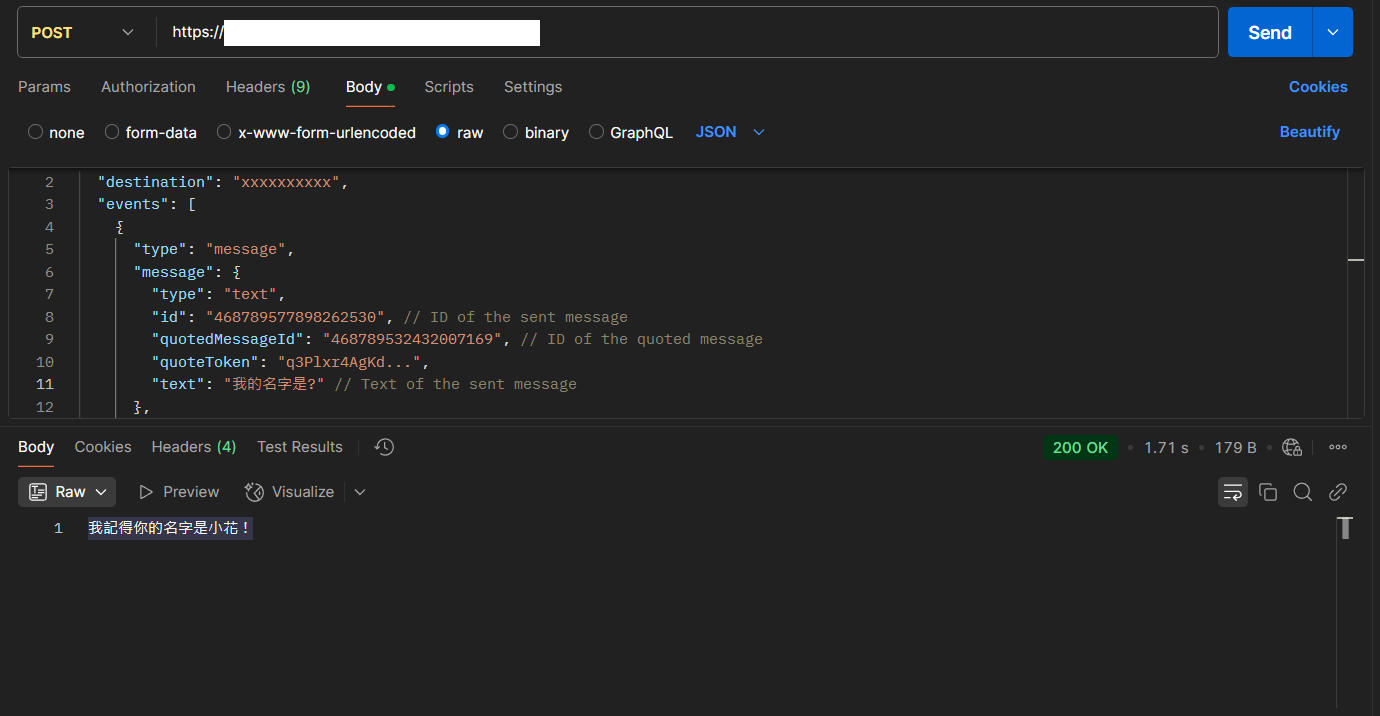 POST
https://
Send
Params Authorization Headers (9) Body Scripts Settings Cookies
none form-data x-www-form-urlencoded raw binary GraphQL JSON Beautify
2 "destination": "xxxxxxxxxx",
3 "events": [
4 {
5 "type": "message",
6 "message": {
7 "type": "text",
8 "id": "468789577898262530", // ID of the sent message
9 "quotedMessageId": "468789532432007169", // ID of the quoted message
10 "quoteToken": "q3Plxr4AgKd...",
11 "text": "我的名字是?" // Text of the sent message
12 },
Body Cookies Headers (4) Test Results 200 OK • 1.71 s • 179 B •
Raw Preview Visualize
1 我記得你的名字是小花！